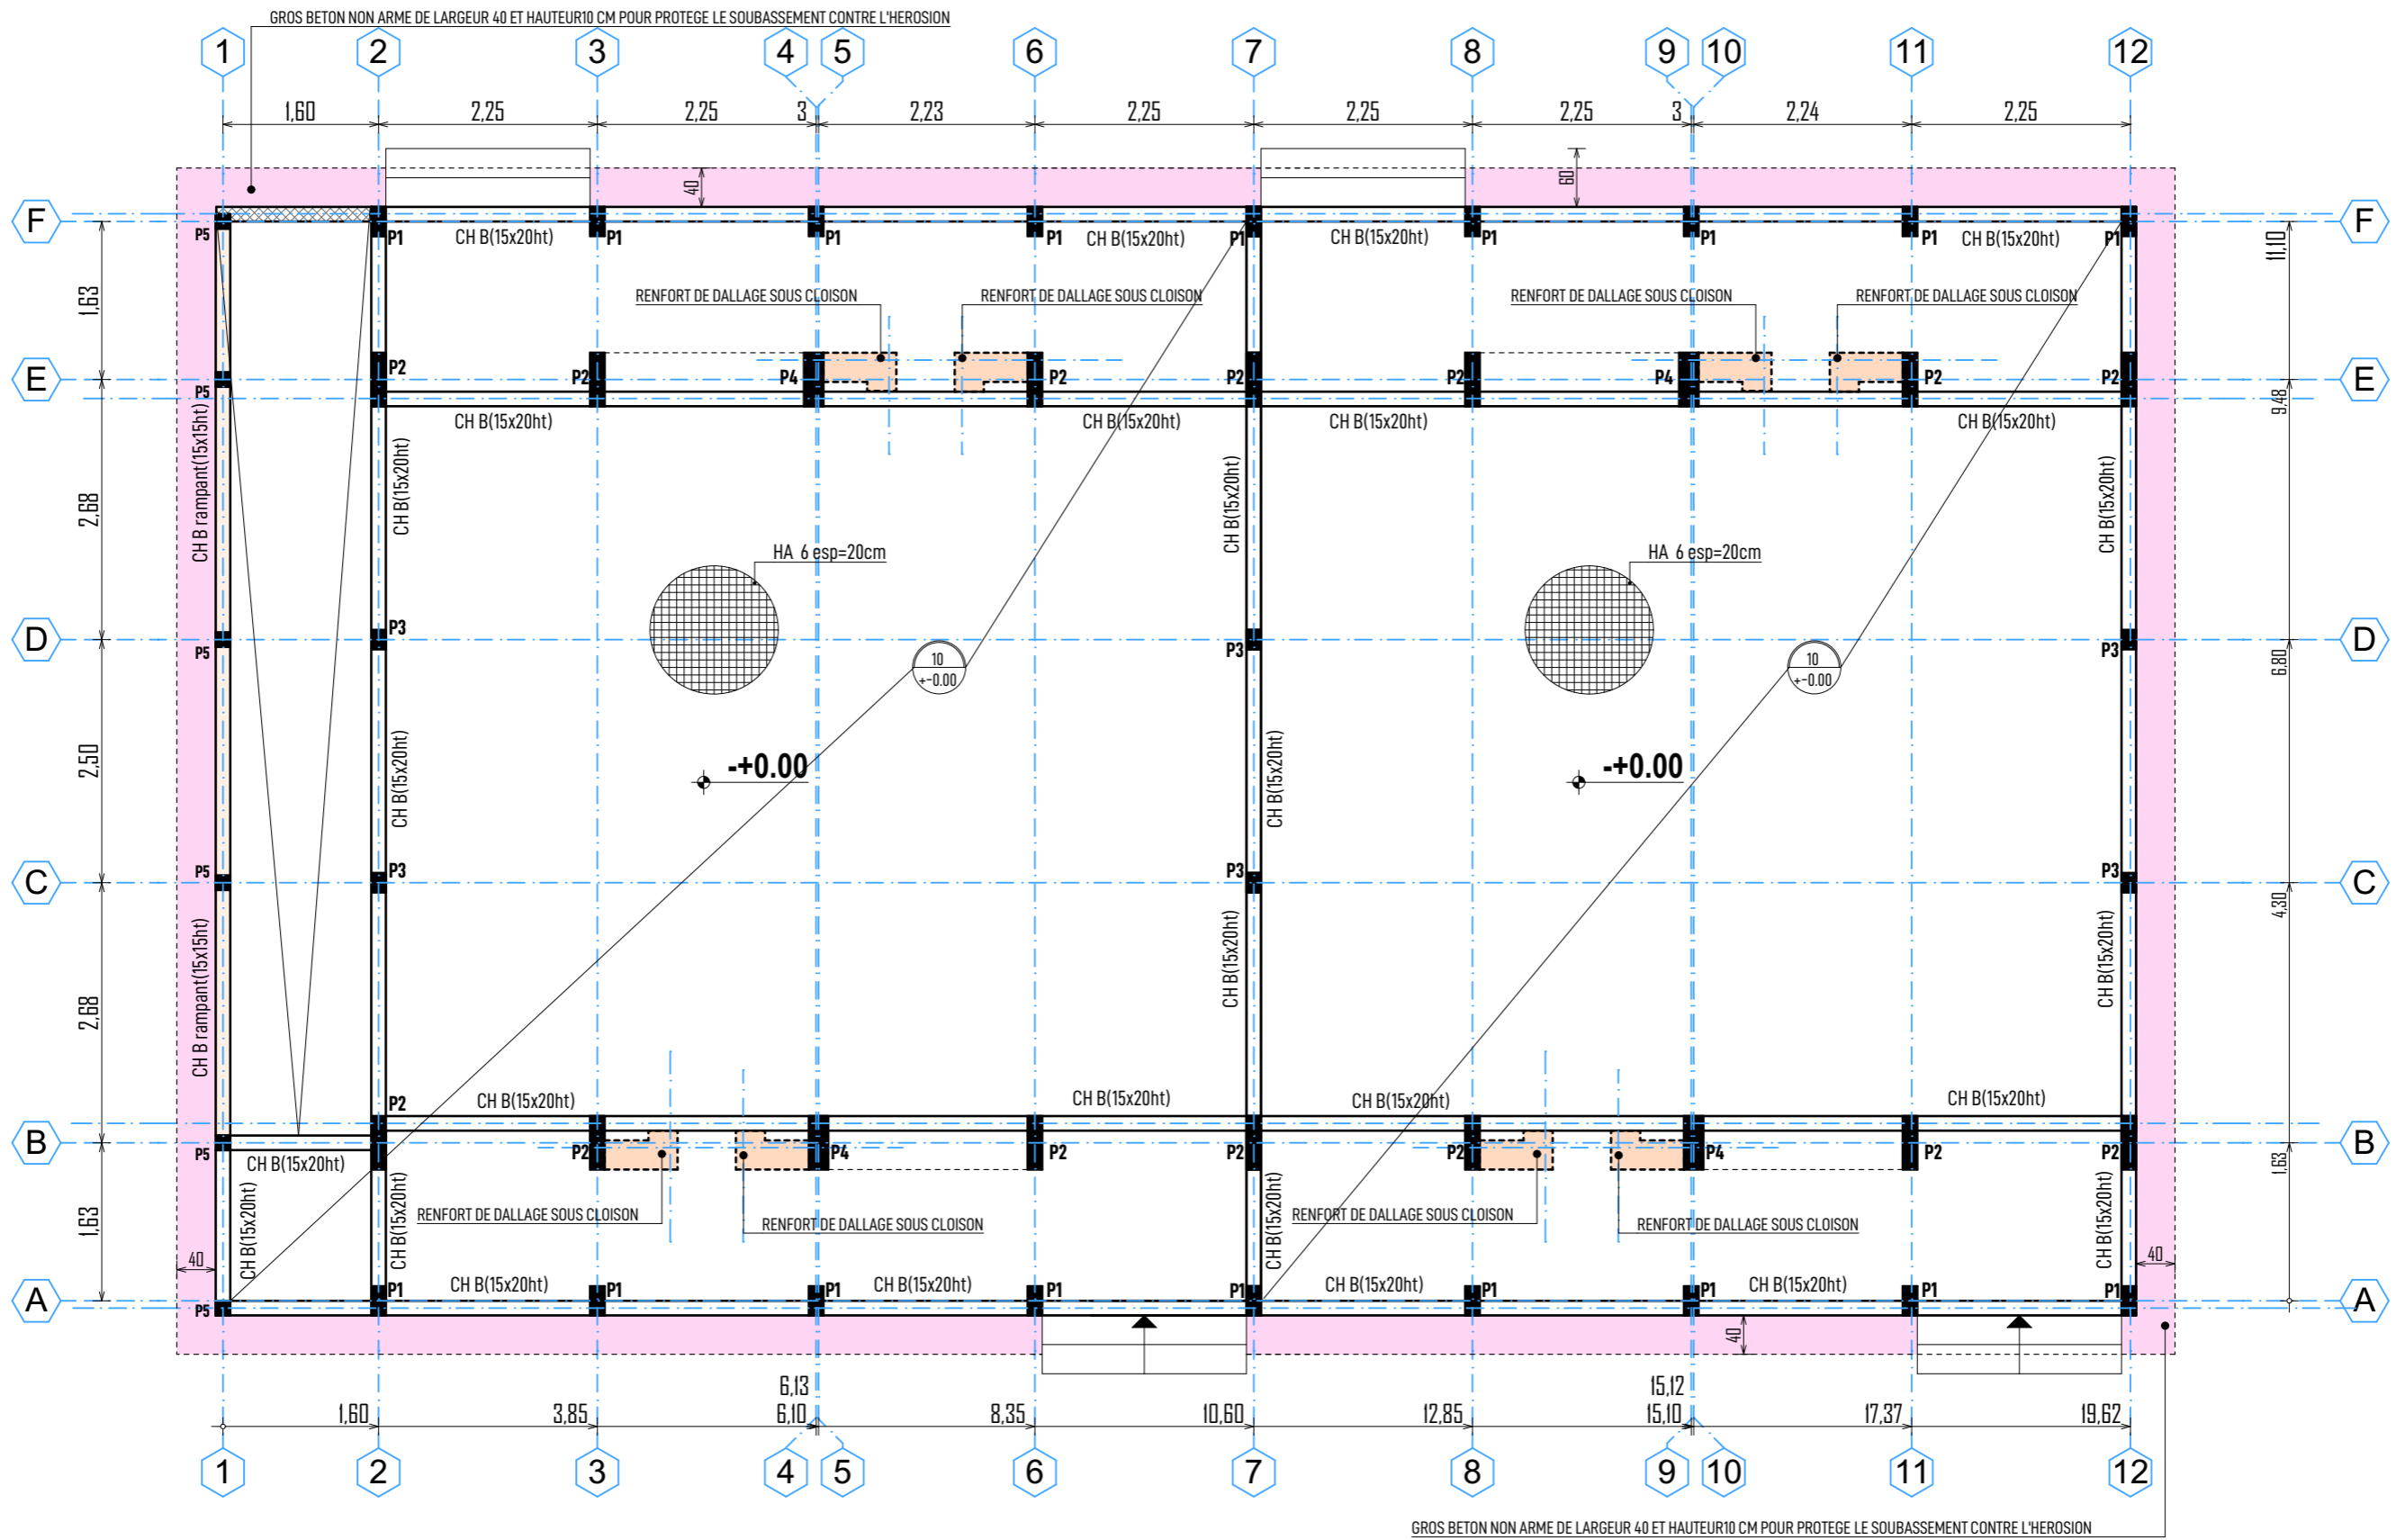 GROS BETON NON ARME DE LARGEUR 40 ET HAUTEUR10 CM POUR PROTEGE LE SOUBASSEMENT CONTRE L'HEROSION
1 2 3 4 5 6 7 8 9 10 11 12
1,60 2,25 2,25 3 2,23 2,25 2,25 2,25 3 2,24 2,25
40 60
F F
P5 P1 P1 P1 P1 P1 P1 P1 P1 P1
CH B(15x20ht) CH B(15x20ht) CH B(15x20ht) CH B(15x20ht)
11,10
1,63
RENFORT DE DALLAGE SOUS CLOISON RENFORT DE DALLAGE SOUS CLOISON RENFORT DE DALLAGE SOUS CLOISON RENFORT DE DALLAGE SOUS CLOISON
E E
P5 P2 P2 P4 P2 P2 P2 P4 P2 P2
9,48
CH B(15x20ht) CH B(15x20ht) CH B(15x20ht) CH B(15x20ht)
CH B rampant(15x15ht) CH B(15x20ht) CH B(15x20ht) CH B(15x20ht)
2,68
HA 6 esp=20cm HA 6 esp=20cm
D D
P5 P3 P3 P3
10 10
+-0.00 +-0.00
6,80
2,50
-+0.00 -+0.00
CH B(15x20ht) CH B(15x20ht)
C C
P5 P3 P3 P3
4,30
CH B rampant(15x15ht) CH B(15x20ht) CH B(15x20ht)
2,68
P2 CH B(15x20ht) CH B(15x20ht) CH B(15x20ht) CH B(15x20ht)
B B
P5 P2 P4 P2 P2 P2 P4 P2 P2
CH B(15x20ht)
1,63 1,63
CH B(15x20ht) CH B(15x20ht) CH B(15x20ht) CH B(15x20ht)
RENFORT DE DALLAGE SOUS CLOISON RENFORT DE DALLAGE SOUS CLOISON RENFORT DE DALLAGE SOUS CLOISON RENFORT DE DALLAGE SOUS CLOISON
40 40
CH B(15x20ht) CH B(15x20ht) CH B(15x20ht) CH B(15x20ht)
A A
P5 P1 P1 P1 P1 P1 P1 P1 P1 P1
40
6,13 15,12
1,60 3,85 6,10 8,35 10,60 12,85 15,10 17,37 19,62
1 2 3 4 5 6 7 8 9 10 11 12
GROS BETON NON ARME DE LARGEUR 40 ET HAUTEUR10 CM POUR PROTEGE LE SOUBASSEMENT CONTRE L'HEROSION